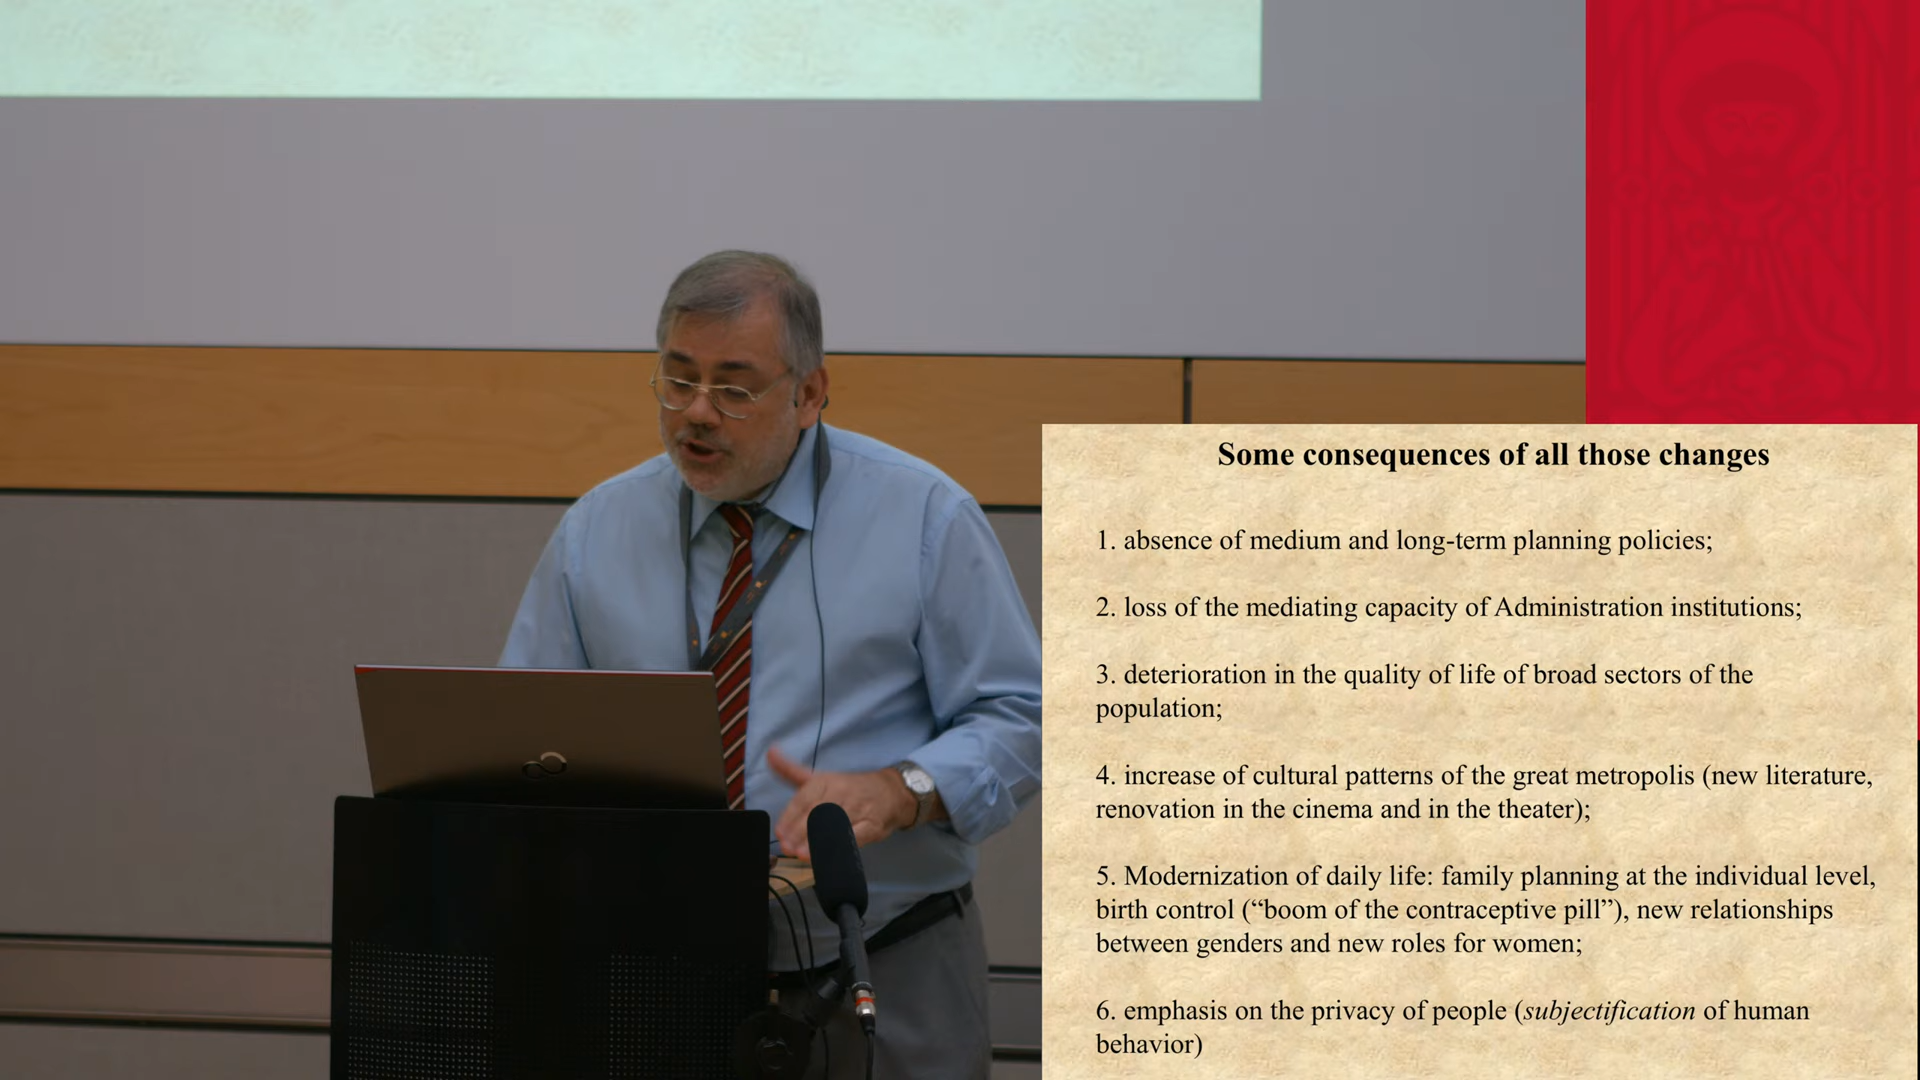 Some consequences of all those changes
1. absence of medium and long-term planning policies;
2. loss of the mediating capacity of Administration institutions;
3. deterioration in the quality of life of broad sectors of the
population;
4. increase of cultural patterns of the great metropolis (new literature,
renovation in the cinema and in the theater);
5. Modernization of daily life: family planning at the individual level,
birth control (“boom of the contraceptive pill”), new relationships
between genders and new roles for women;
6. emphasis on the privacy of people (subjectification of human
behavior)